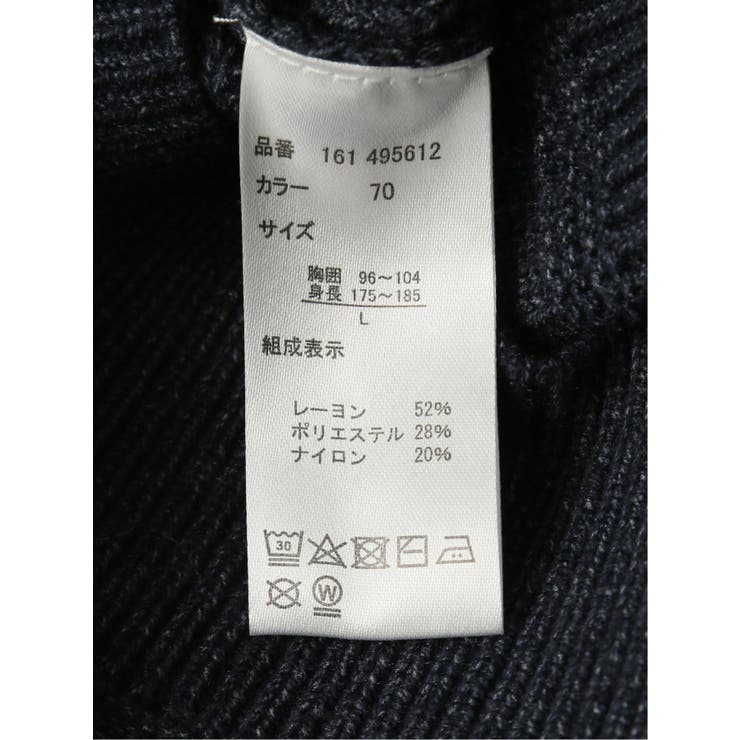 品番 161 495612
カラー 70
サイズ
胸囲 96～104
身長 175～185
L
組成表示
レーヨン 52%
ポリエステル 28%
ナイロン 20%
30
W